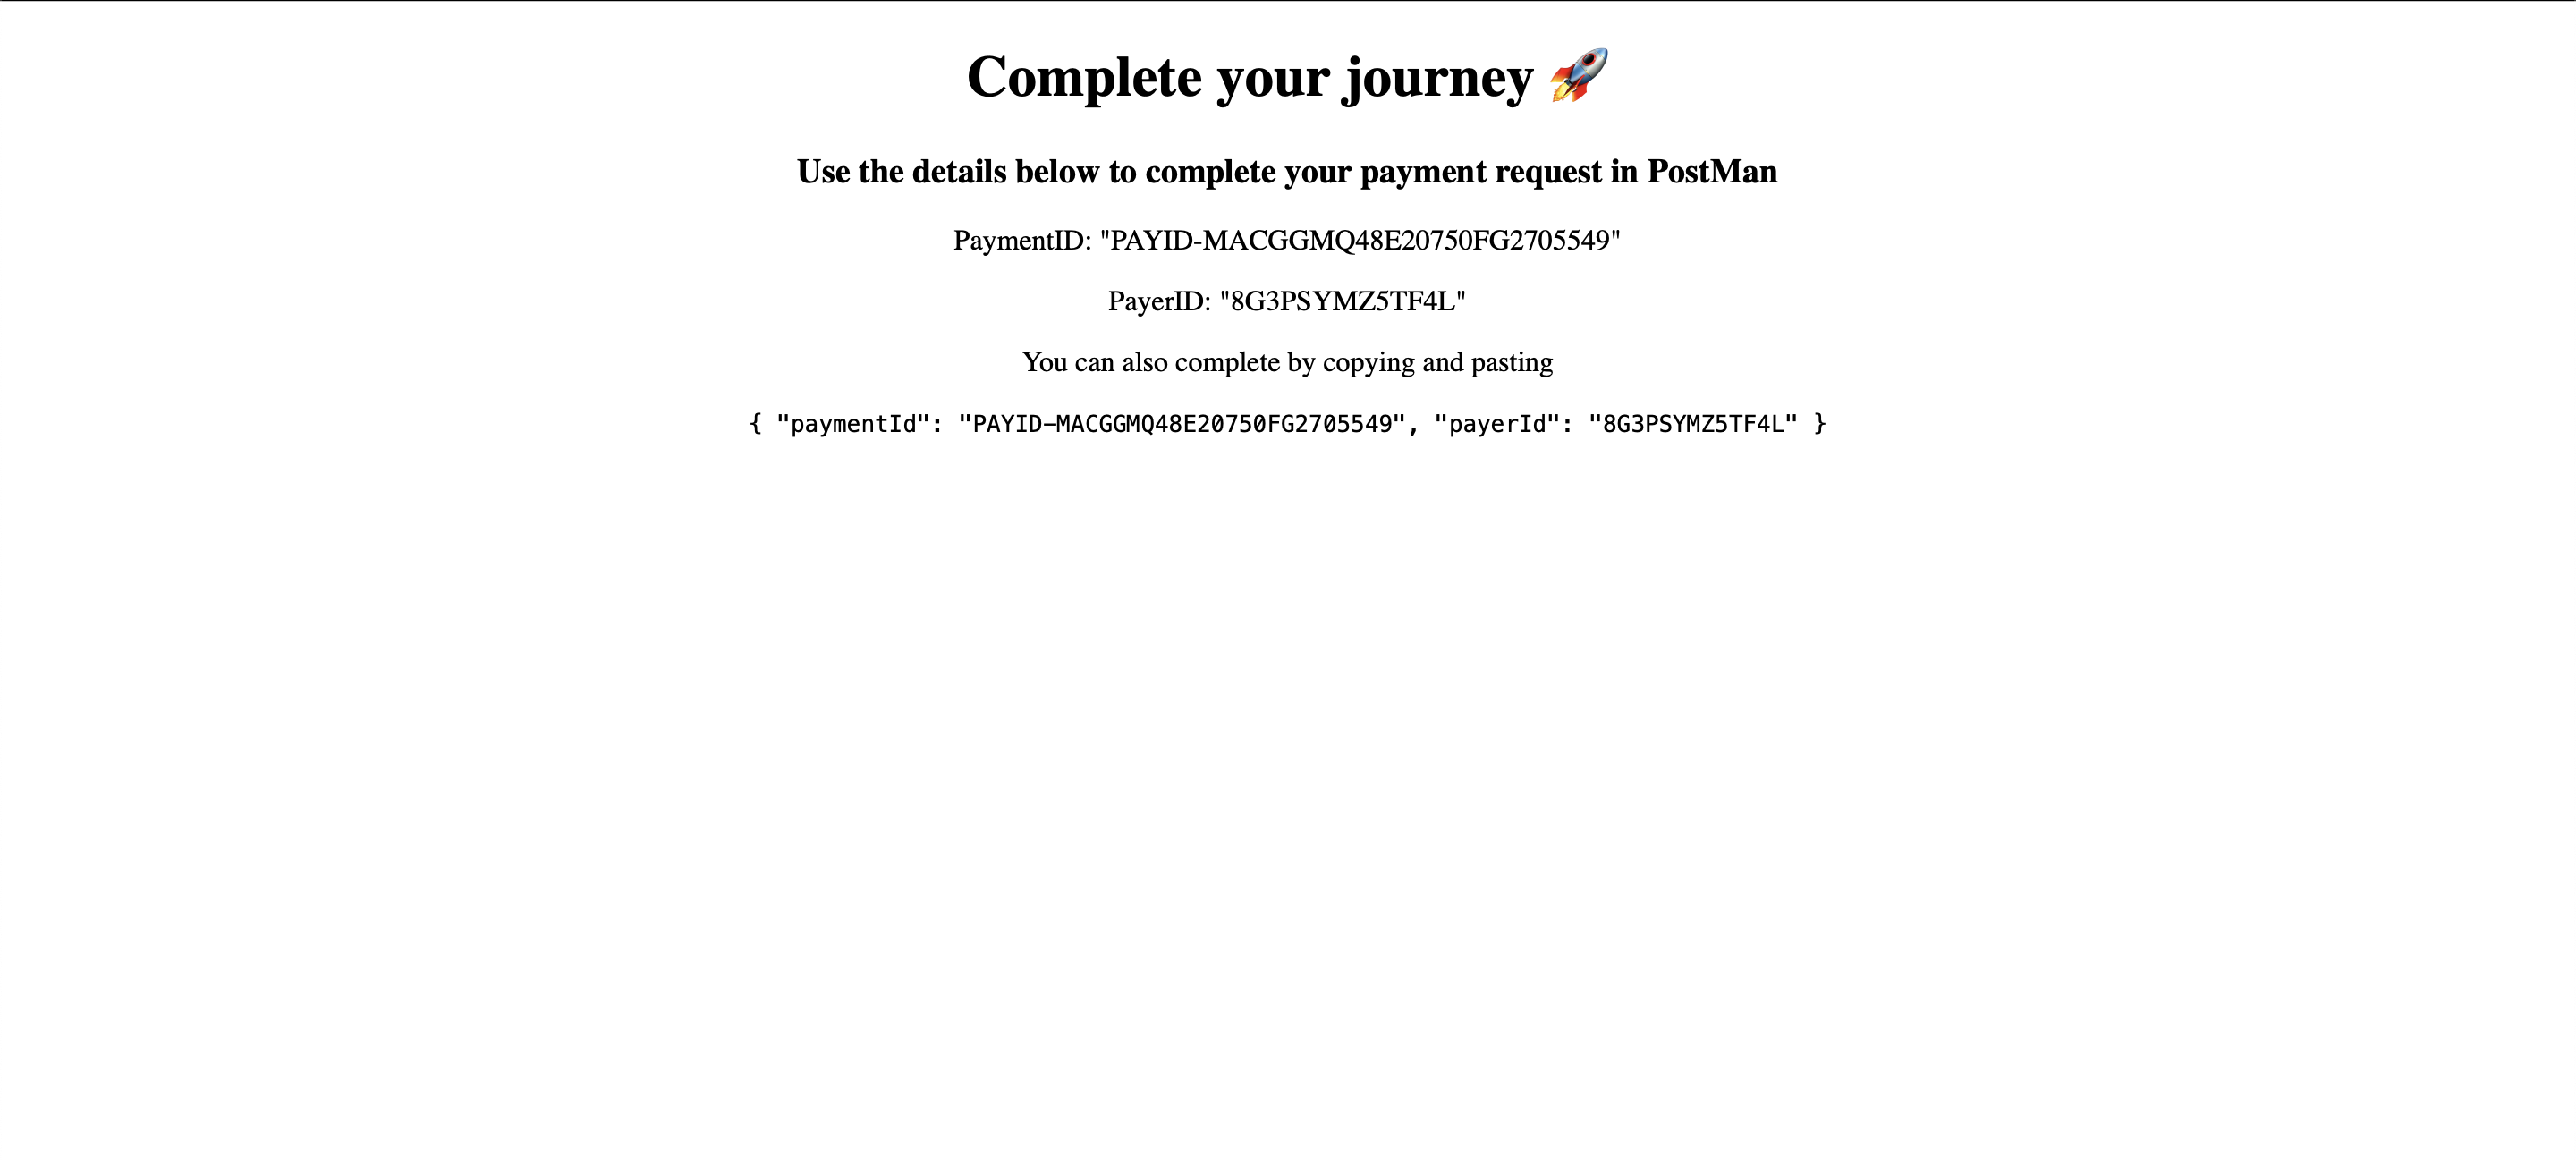 Complete your journey 🚀
Use the details below to complete your payment request in PostMan
PaymentID: "PAYID-MACGGMQ48E20750FG2705549"
PayerID: "8G3PSYMZ5TF4L"
You can also complete by copying and pasting
{ "paymentId": "PAYID-MACGGMQ48E20750FG2705549", "payerId": "8G3PSYMZ5TF4L" }